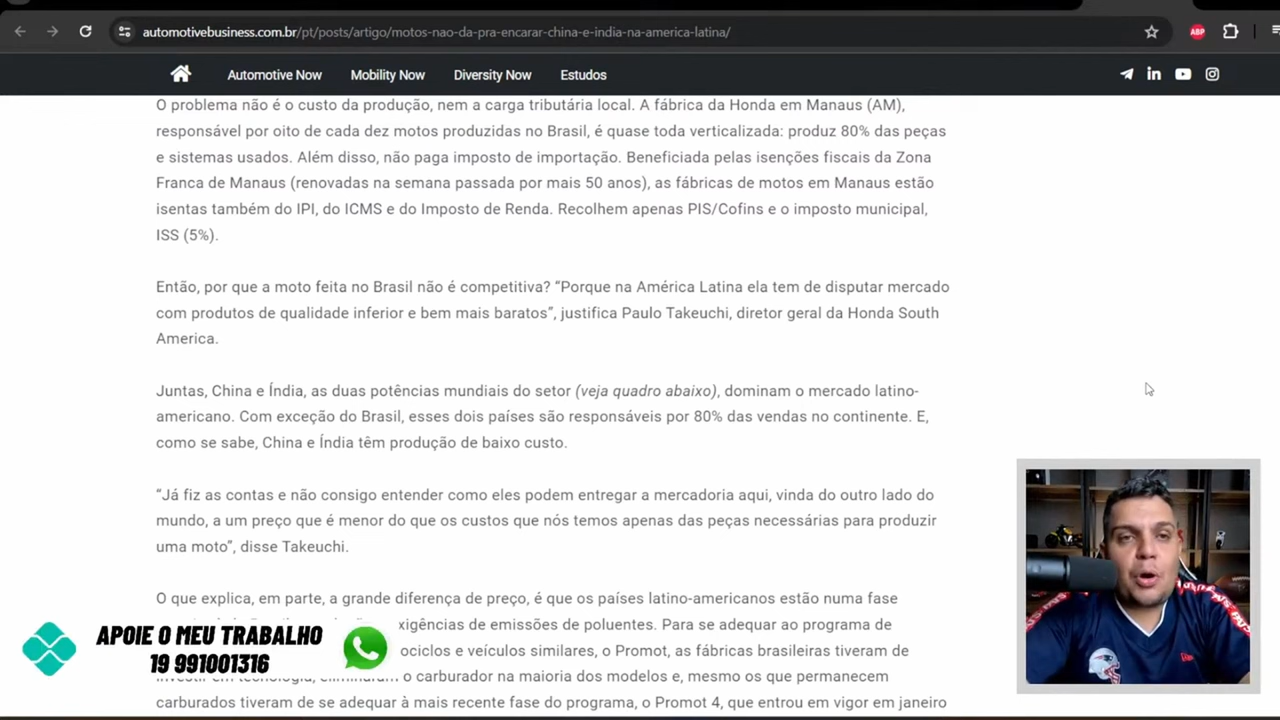 automotivebusiness.com.br/pt/posts/artigo/motos-nao-da-pra-encarar-china-e-india-na-america-latina/
ABP
Automotive Now Mobility Now Diversity Now Estudos
O problema não é o custo da produção, nem a carga tributária local. A fábrica da Honda em Manaus (AM),
responsável por oito de cada dez motos produzidas no Brasil, é quase toda verticalizada: produz 80% das peças
e sistemas usados. Além disso, não paga imposto de importação. Beneficiada pelas isenções fiscais da Zona
Franca de Manaus (renovadas na semana passada por mais 50 anos), as fábricas de motos em Manaus estão
isentas também do IPI, do ICMS e do Imposto de Renda. Recolhem apenas PIS/Cofins e o imposto municipal,
ISS (5%).
Então, por que a moto feita no Brasil não é competitiva? “Porque na América Latina ela tem de disputar mercado
com produtos de qualidade inferior e bem mais baratos”, justifica Paulo Takeuchi, diretor geral da Honda South
America.
Juntas, China e Índia, as duas potências mundiais do setor (veja quadro abaixo), dominam o mercado latino-
americano. Com exceção do Brasil, esses dois países são responsáveis por 80% das vendas no continente. E,
como se sabe, China e Índia têm produção de baixo custo.
“Já fiz as contas e não consigo entender como eles podem entregar a mercadoria aqui, vinda do outro lado do
mundo, a um preço que é menor do que os custos que nós temos apenas das peças necessárias para produzir
uma moto”, disse Takeuchi.
O que explica, em parte, a grande diferença de preço, é que os países latino-americanos estão numa fase
xigências de emissões de poluentes. Para se adequar ao programa de
ociclos e veículos similares, o Promot, as fábricas brasileiras tiveram de
o carburador na maioria dos modelos e, mesmo os que permanecem
carburados tiveram de se adequar à mais recente fase do programa, o Promot 4, que entrou em vigor em janeiro
APOIE O MEU TRABALHO
19 991001316